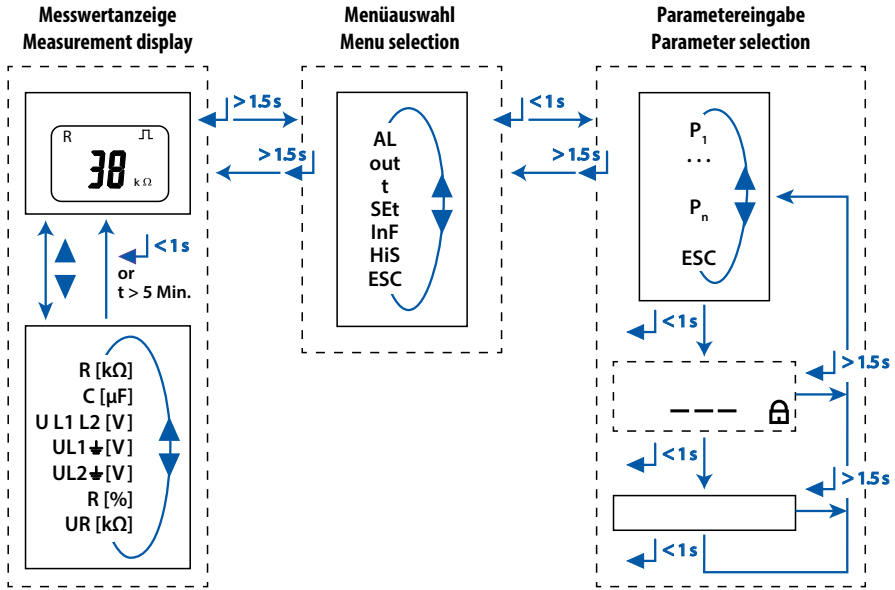 Messwertanzeige
Measurement display
Menüauswahl
Menu selection
Parametereingabe
Parameter selection
R
38
k Ω
> 1.5 s
> 1.5 s
< 1 s
or
t > 5 Min.
R [kΩ]
C [µF]
U L1 L2 [V]
UL1⏚[V]
UL2⏚[V]
R [%]
UR [kΩ]
AL
out
t
SEt
InF
HiS
ESC
< 1 s
> 1.5 s
P1
...
Pn
ESC
< 1 s
> 1.5 s
_ _ _
< 1 s
> 1.5 s
< 1 s